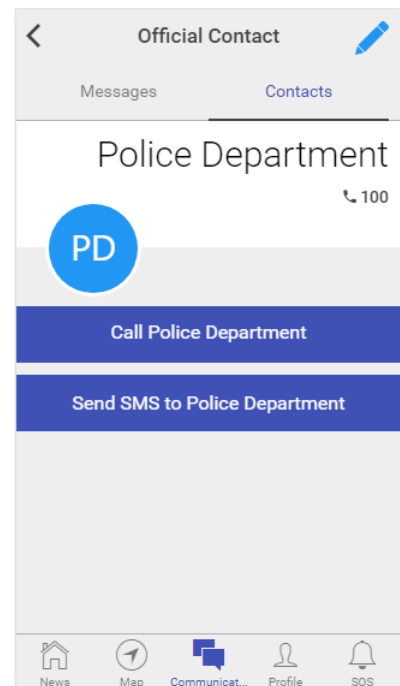 Official Contact
Messages Contacts
Police Department
100
PD
Call Police Department
Send SMS to Police Department
News Map Communicat... Profile SOS